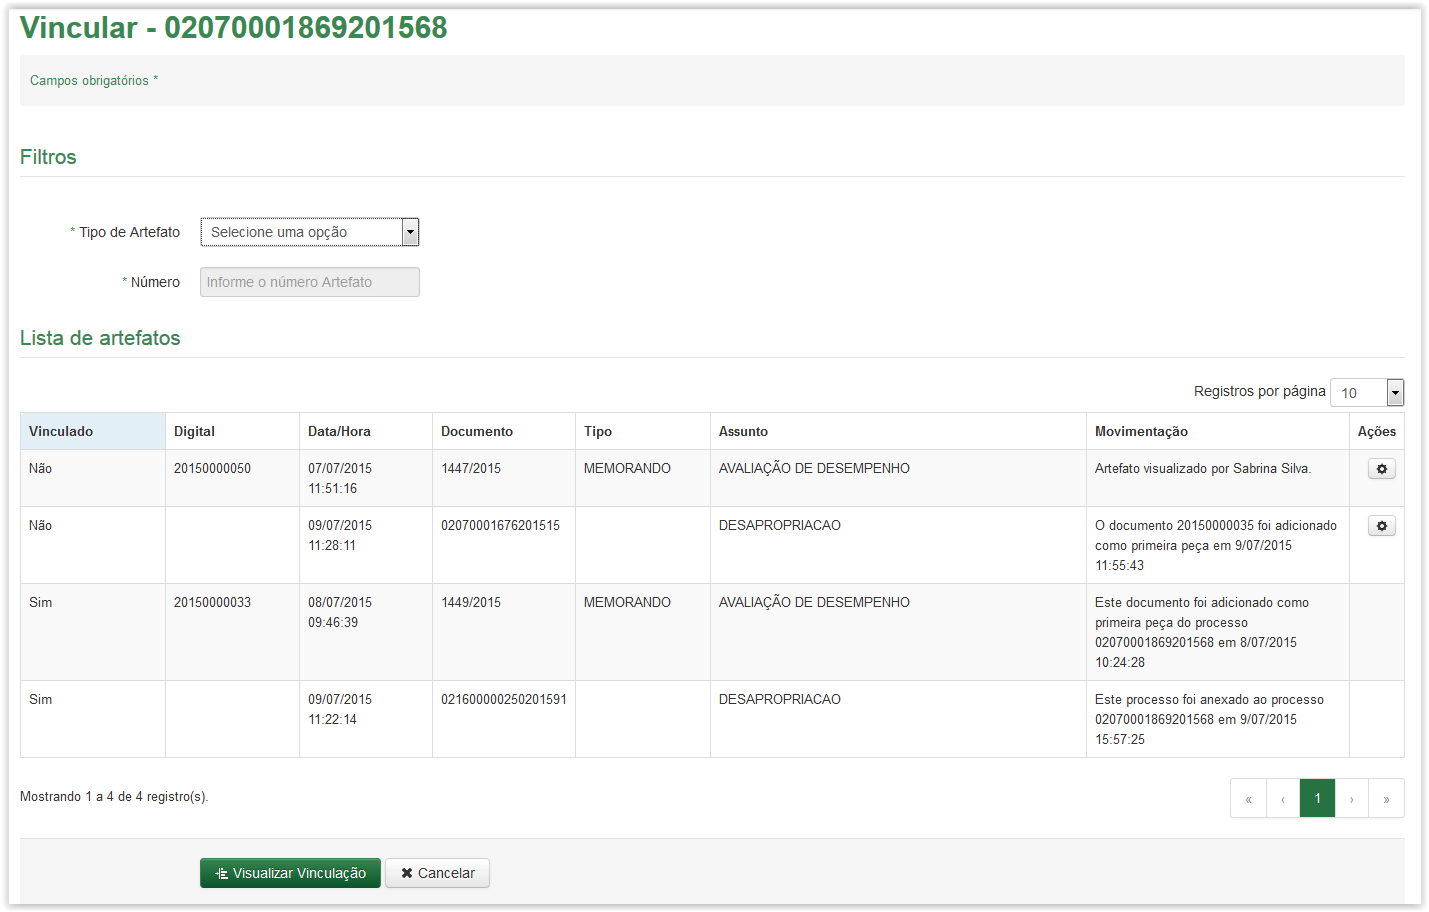 Vincular - 02070001869201568
Campos obrigatórios *
Filtros
* Tipo de Artefato Selecione uma opção
* Número Informe o número Artefato
Lista de artefatos
Registros por página 10
Vinculado Digital Data/Hora Documento Tipo Assunto Movimentação Ações
Não 20150000050 07/07/2015 1447/2015 MEMORANDO AVALIAÇÃO DE DESEMPENHO Artefato visualizado por Sabrina Silva.
11:51:16
Não 09/07/2015 02070001676201515 DESAPROPRIACAO O documento 20150000035 foi adicionado
11:28:11 como primeira peça em 9/07/2015
11:55:43
Sim 20150000033 08/07/2015 1449/2015 MEMORANDO AVALIAÇÃO DE DESEMPENHO Este documento foi adicionado como
09:46:39 primeira peça do processo
02070001869201568 em 8/07/2015
10:24:28
Sim 09/07/2015 021600000250201591 DESAPROPRIACAO Este processo foi anexado ao processo
11:22:14 02070001869201568 em 9/07/2015
15:57:25
Mostrando 1 a 4 de 4 registro(s).
« ‹ 1 › »
Visualizar Vinculação Cancelar